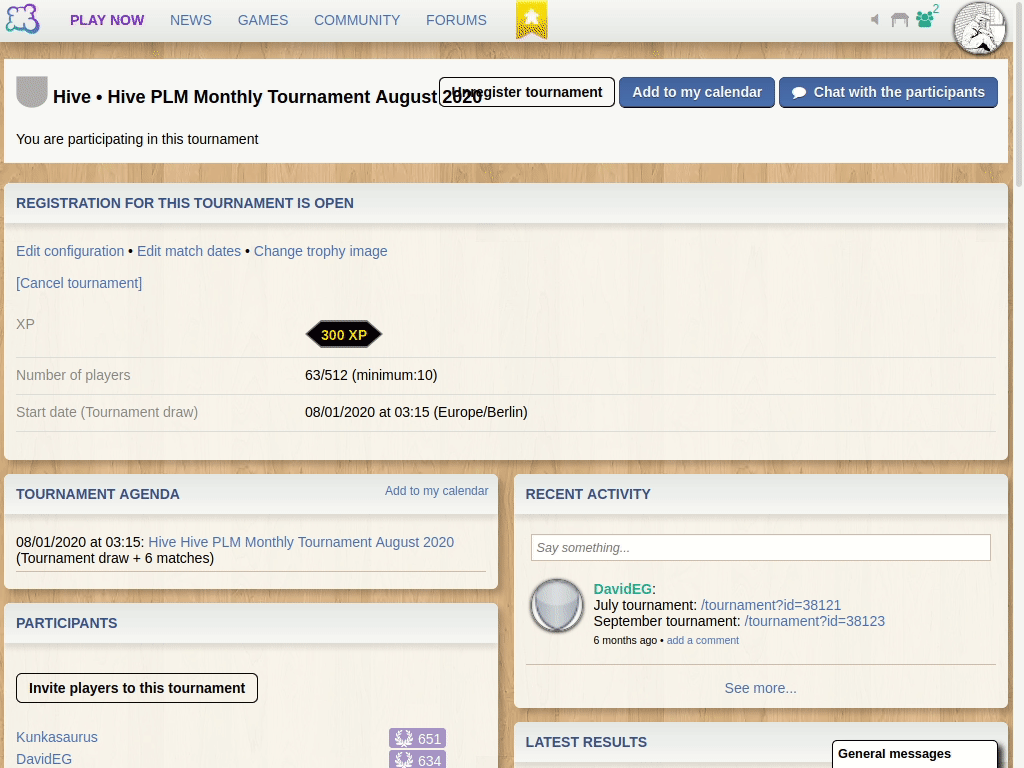 PLAY NOW NEWS GAMES COMMUNITY FORUMS 2
Hive • Hive PLM Monthly Tournament August 2020
Unregister tournament Add to my calendar Chat with the participants
You are participating in this tournament
REGISTRATION FOR THIS TOURNAMENT IS OPEN
Edit configuration • Edit match dates • Change trophy image
[Cancel tournament]
XP 300 XP
Number of players 63/512 (minimum:10)
Start date (Tournament draw) 08/01/2020 at 03:15 (Europe/Berlin)
TOURNAMENT AGENDA Add to my calendar
08/01/2020 at 03:15: Hive Hive PLM Monthly Tournament August 2020
(Tournament draw + 6 matches)
PARTICIPANTS
Invite players to this tournament
Kunkasaurus 651
DavidEG 634
RECENT ACTIVITY
Say something...
DavidEG:
July tournament: /tournament?id=38121
September tournament: /tournament?id=38123
6 months ago • add a comment
See more...
LATEST RESULTS
General messages